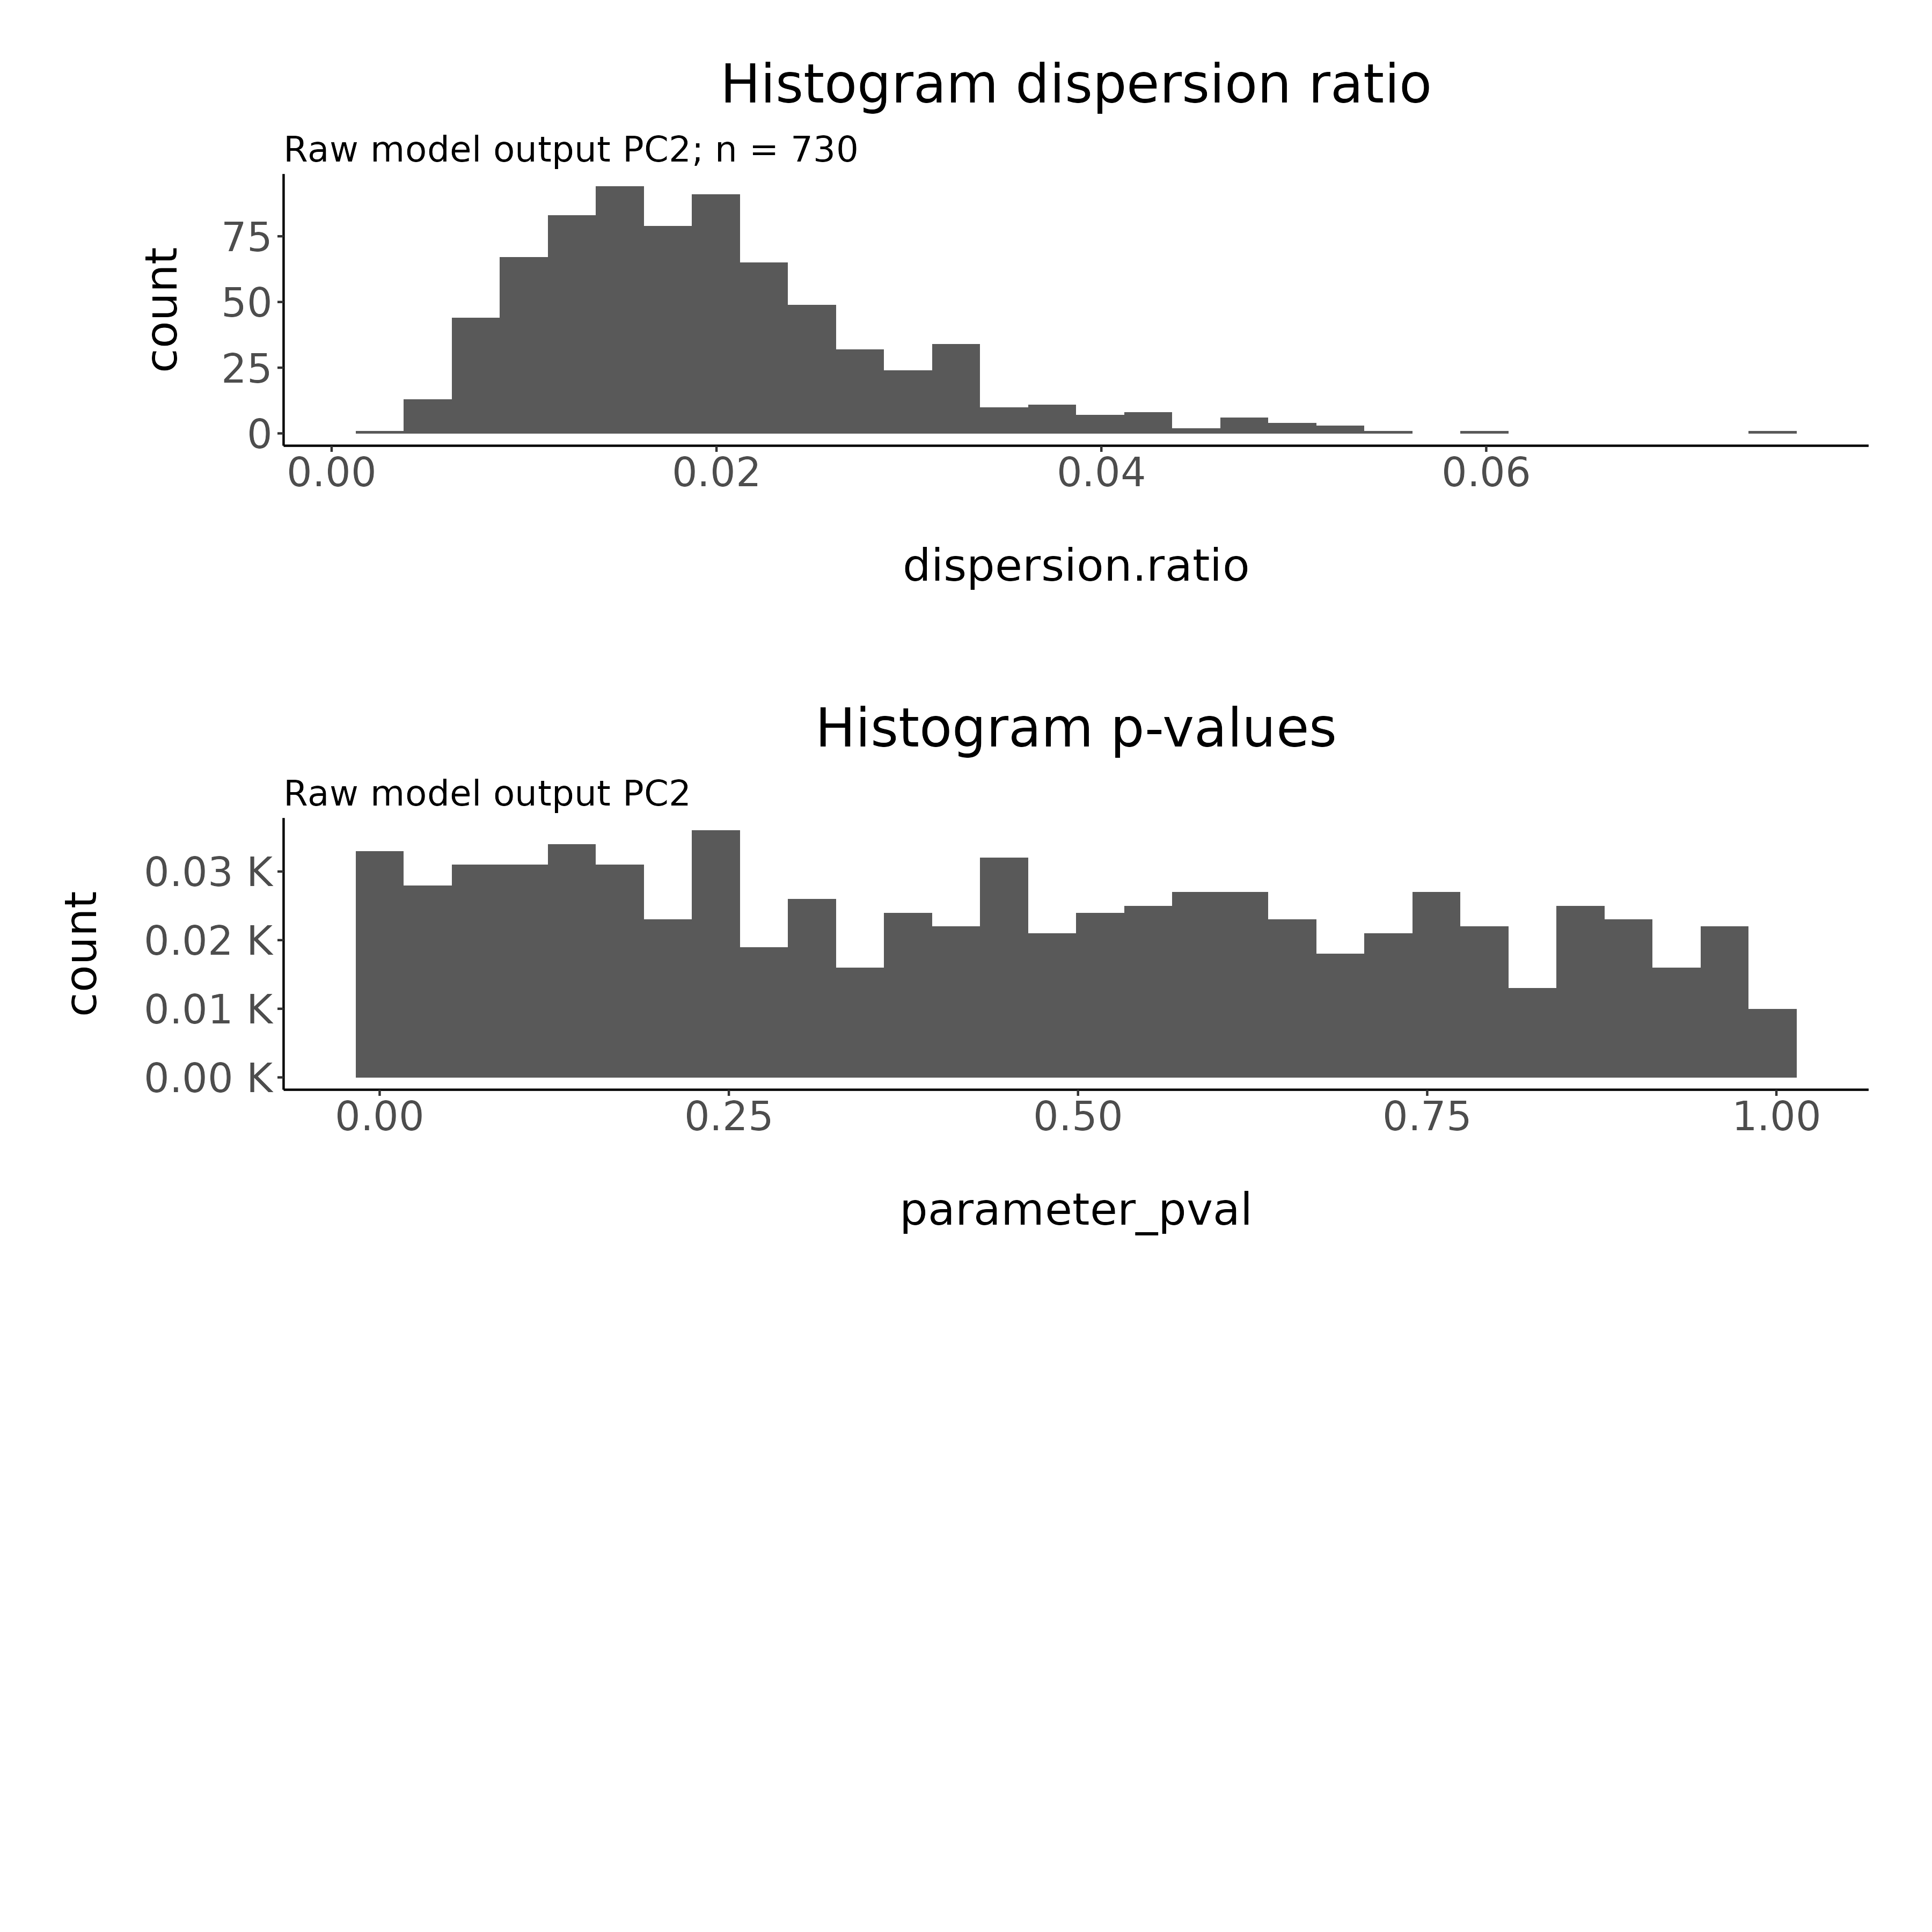 Histogram dispersion ratio
Raw model output PC2; n = 730
count
75
50
25
0
0.00 0.02 0.04 0.06
dispersion.ratio
Histogram p-values
Raw model output PC2
count
0.03 K
0.02 K
0.01 K
0.00 K
0.00 0.25 0.50 0.75 1.00
parameter_pval